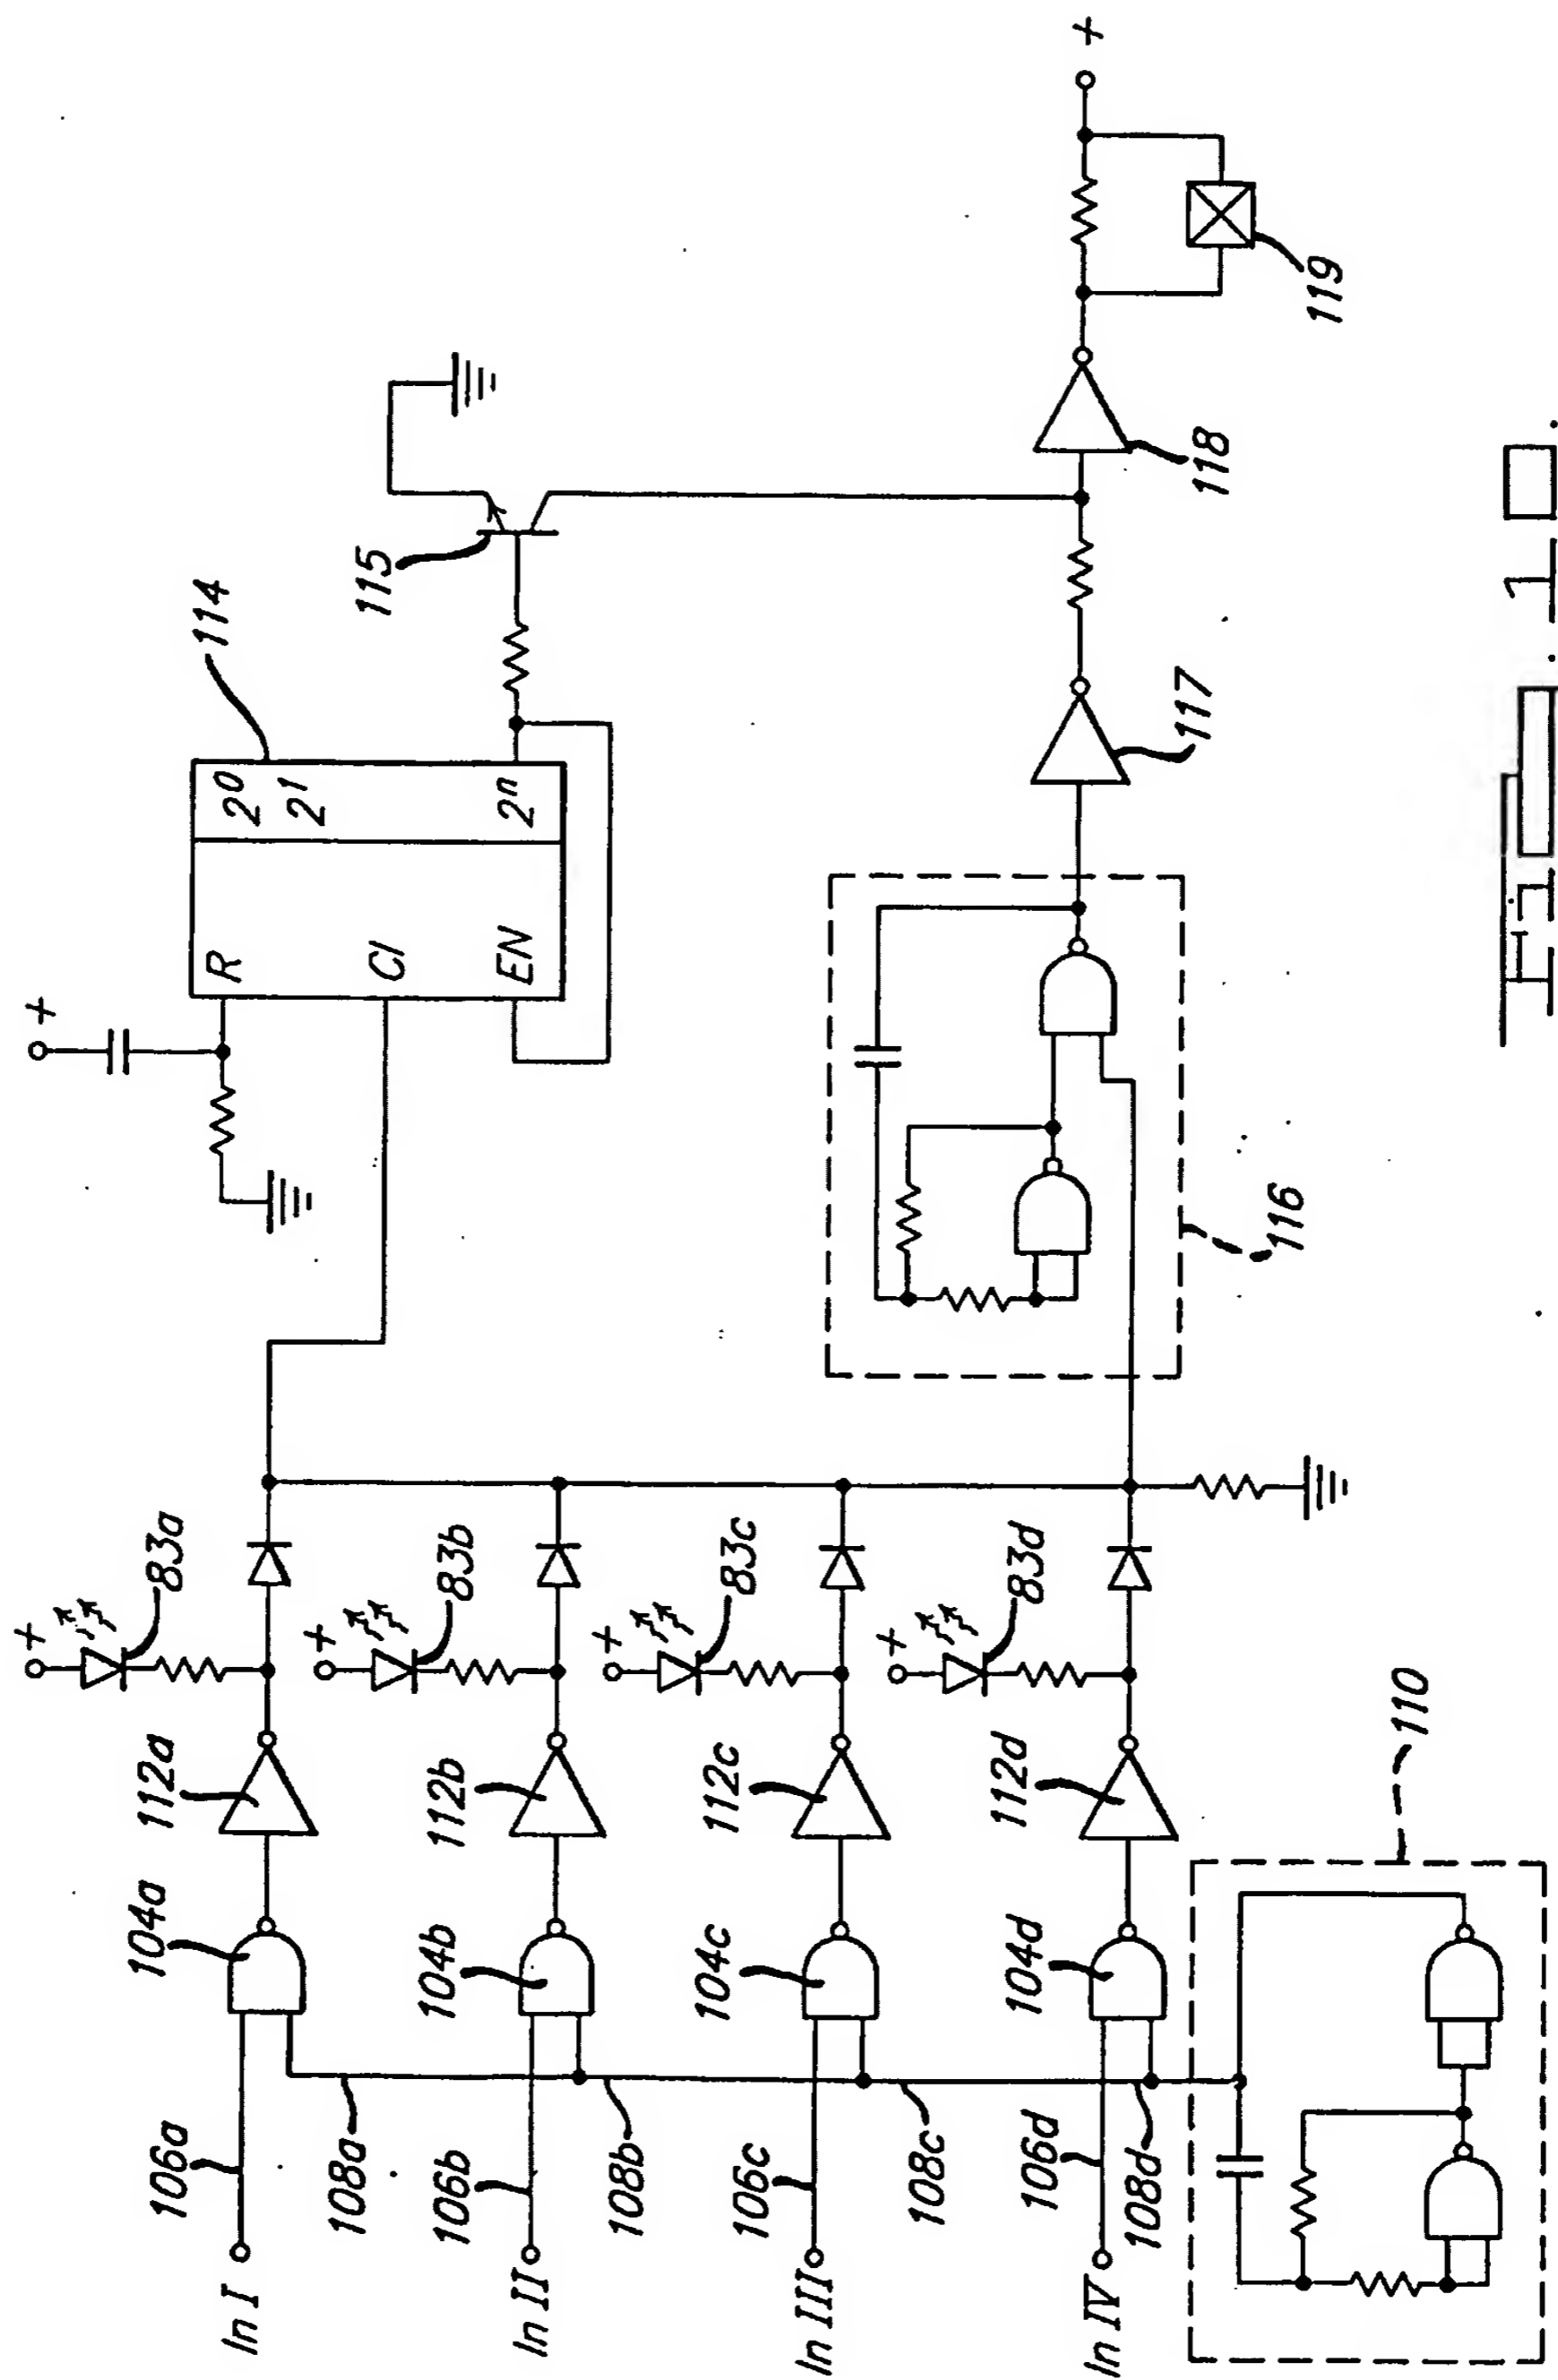 +
+
+
+
+
83a
83b
83c
83d
112a
112b
112c
112d
104a
104b
104c
104d
106a
106b
106c
106d
108a
108b
108c
108d
In I
In II
In III
In IV
110
R
Cl
EN
2⁰
2¹
2ⁿ
114
115
116
117
118
119
+
Fig. 10.